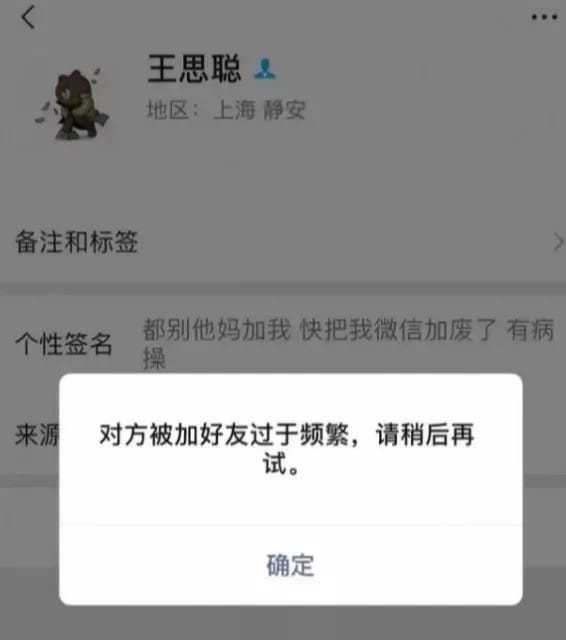 王思聪
地区：上海 静安
备注和标签
个性签名
都别他妈加我 快把我微信加废了 有病
操
来源
对方被加好友过于频繁，请稍后再
试。
确定